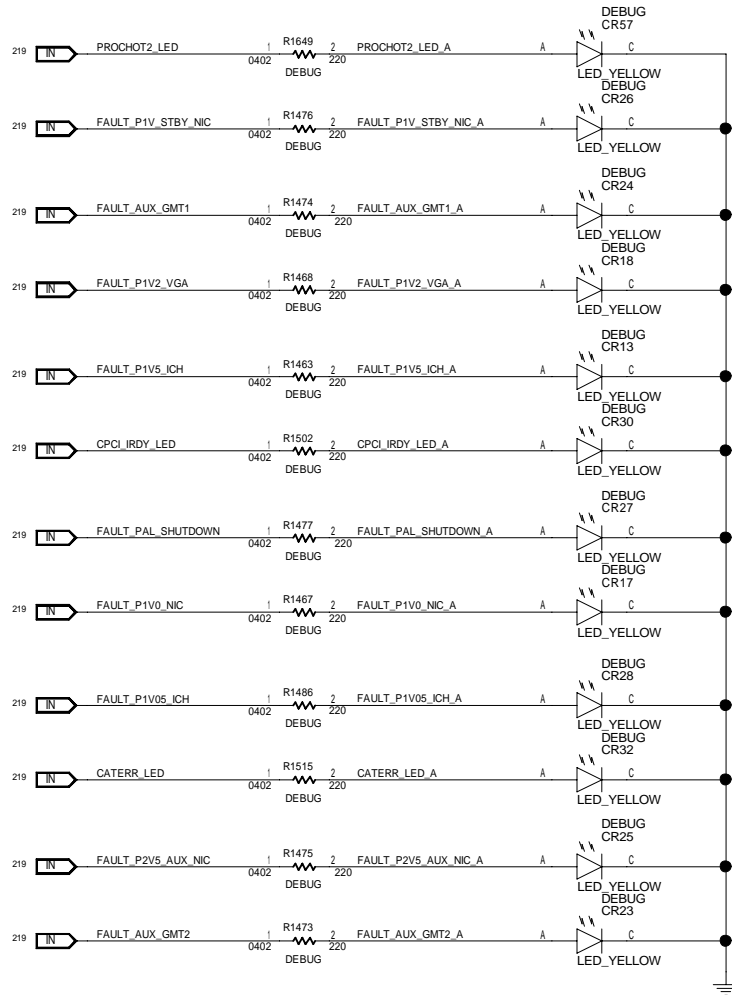 DEBUG
CR57
219 IN PROCHOT2_LED 1 R1649 2 PROCHOT2_LED_A A C
0402 220
DEBUG
LED_YELLOW
DEBUG
CR26
219 IN FAULT_P1V_STBY_NIC 1 R1476 2 FAULT_P1V_STBY_NIC_A A C
0402 220
DEBUG
LED_YELLOW
DEBUG
CR24
219 IN FAULT_AUX_GMT1 1 R1474 2 FAULT_AUX_GMT1_A A C
0402 220
DEBUG
LED_YELLOW
DEBUG
CR18
219 IN FAULT_P1V2_VGA 1 R1468 2 FAULT_P1V2_VGA_A A C
0402 220
DEBUG
LED_YELLOW
DEBUG
CR13
219 IN FAULT_P1V5_ICH 1 R1463 2 FAULT_P1V5_ICH_A A C
0402 220
DEBUG
LED_YELLOW
DEBUG
CR30
219 IN CPCI_IRDY_LED 1 R1502 2 CPCI_IRDY_LED_A A C
0402 220
DEBUG
LED_YELLOW
DEBUG
CR27
219 IN FAULT_PAL_SHUTDOWN 1 R1477 2 FAULT_PAL_SHUTDOWN_A A C
0402 220
DEBUG
LED_YELLOW
DEBUG
CR17
219 IN FAULT_P1V0_NIC 1 R1467 2 FAULT_P1V0_NIC_A A C
0402 220
DEBUG
LED_YELLOW
DEBUG
CR28
219 IN FAULT_P1V05_ICH 1 R1486 2 FAULT_P1V05_ICH_A A C
0402 220
DEBUG
LED_YELLOW
DEBUG
CR32
219 IN CATERR_LED 1 R1515 2 CATERR_LED_A A C
0402 220
DEBUG
LED_YELLOW
DEBUG
CR25
219 IN FAULT_P2V5_AUX_NIC 1 R1475 2 FAULT_P2V5_AUX_NIC_A A C
0402 220
DEBUG
LED_YELLOW
DEBUG
CR23
219 IN FAULT_AUX_GMT2 1 R1473 2 FAULT_AUX_GMT2_A A C
0402 220
DEBUG
LED_YELLOW